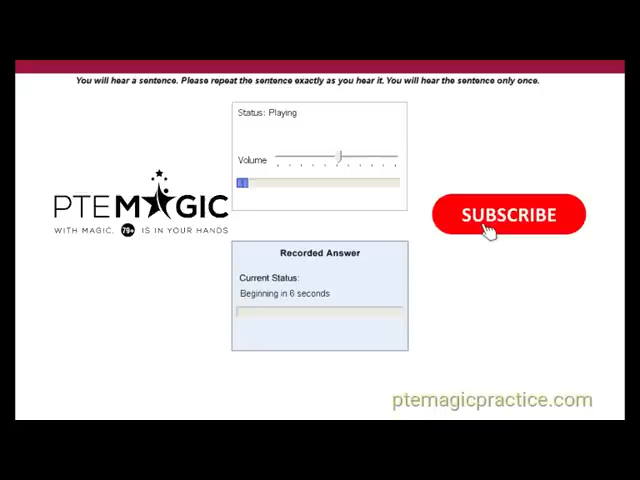 You will hear a sentence. Please repeat the sentence exactly as you hear it. You will hear the sentence only once.
Status: Playing
Volume
PTEMAGIC
WITH MAGIC, 79+ IS IN YOUR HANDS
SUBSCRIBE
Recorded Answer
Current Status:
Beginning in 6 seconds
ptemagicpractice.com